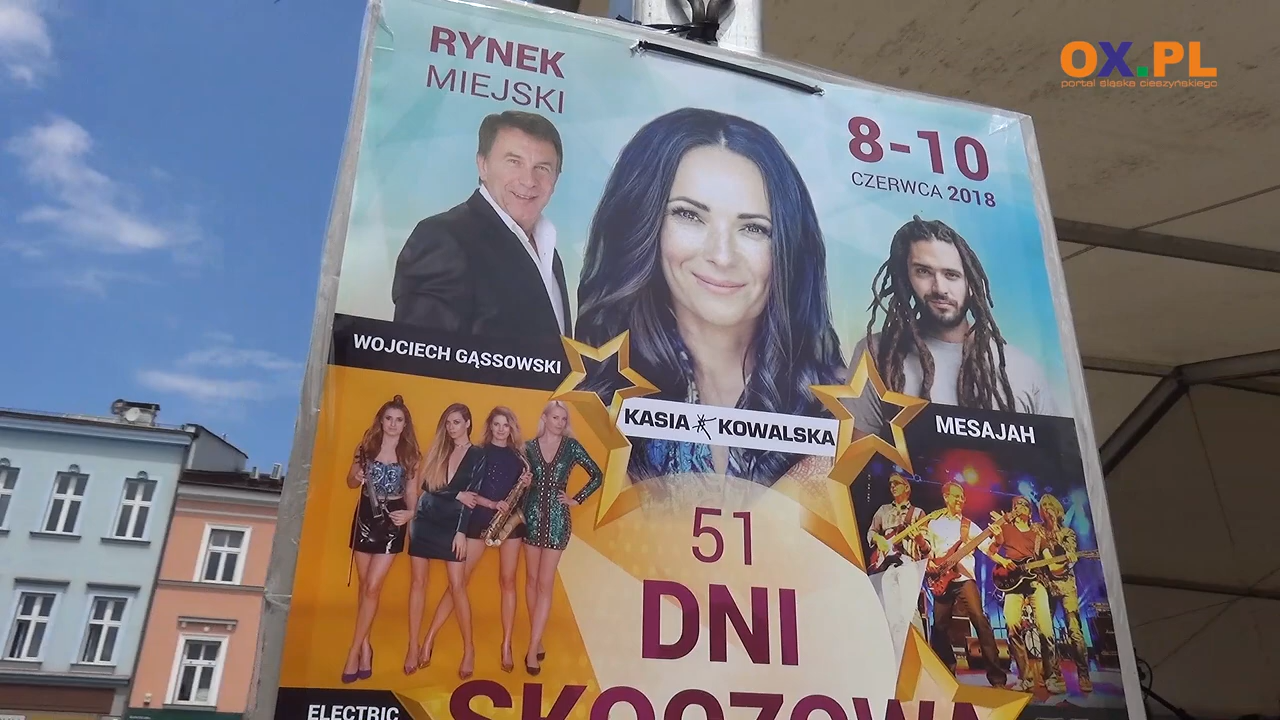 OX.PL
portal śląska cieszyńskiego
RYNEK
MIEJSKI
8-10
CZERWCA 2018
WOJCIECH GĄSSOWSKI
KASIA KOWALSKA
MESAJAH
51
DNI
SKOCZOWA
ELECTRIC